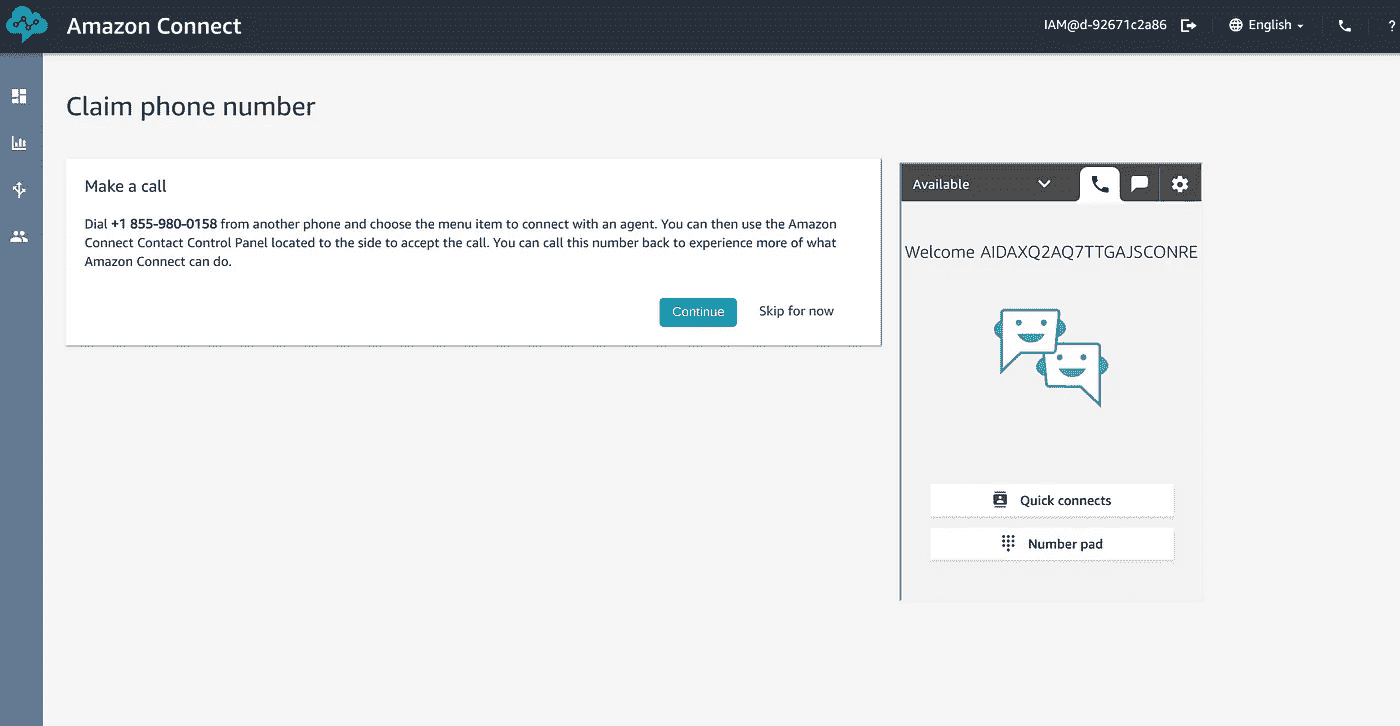 Amazon Connect
IAM@d-92671c2a86
English
?
Claim phone number
Make a call
Dial +1 855-980-0158 from another phone and choose the menu item to connect with an agent. You can then use the Amazon
Connect Contact Control Panel located to the side to accept the call. You can call this number back to experience more of what
Amazon Connect can do.
Continue
Skip for now
Available
Welcome AIDAXQ2AQ7TTGAJSCONRE
Quick connects
Number pad